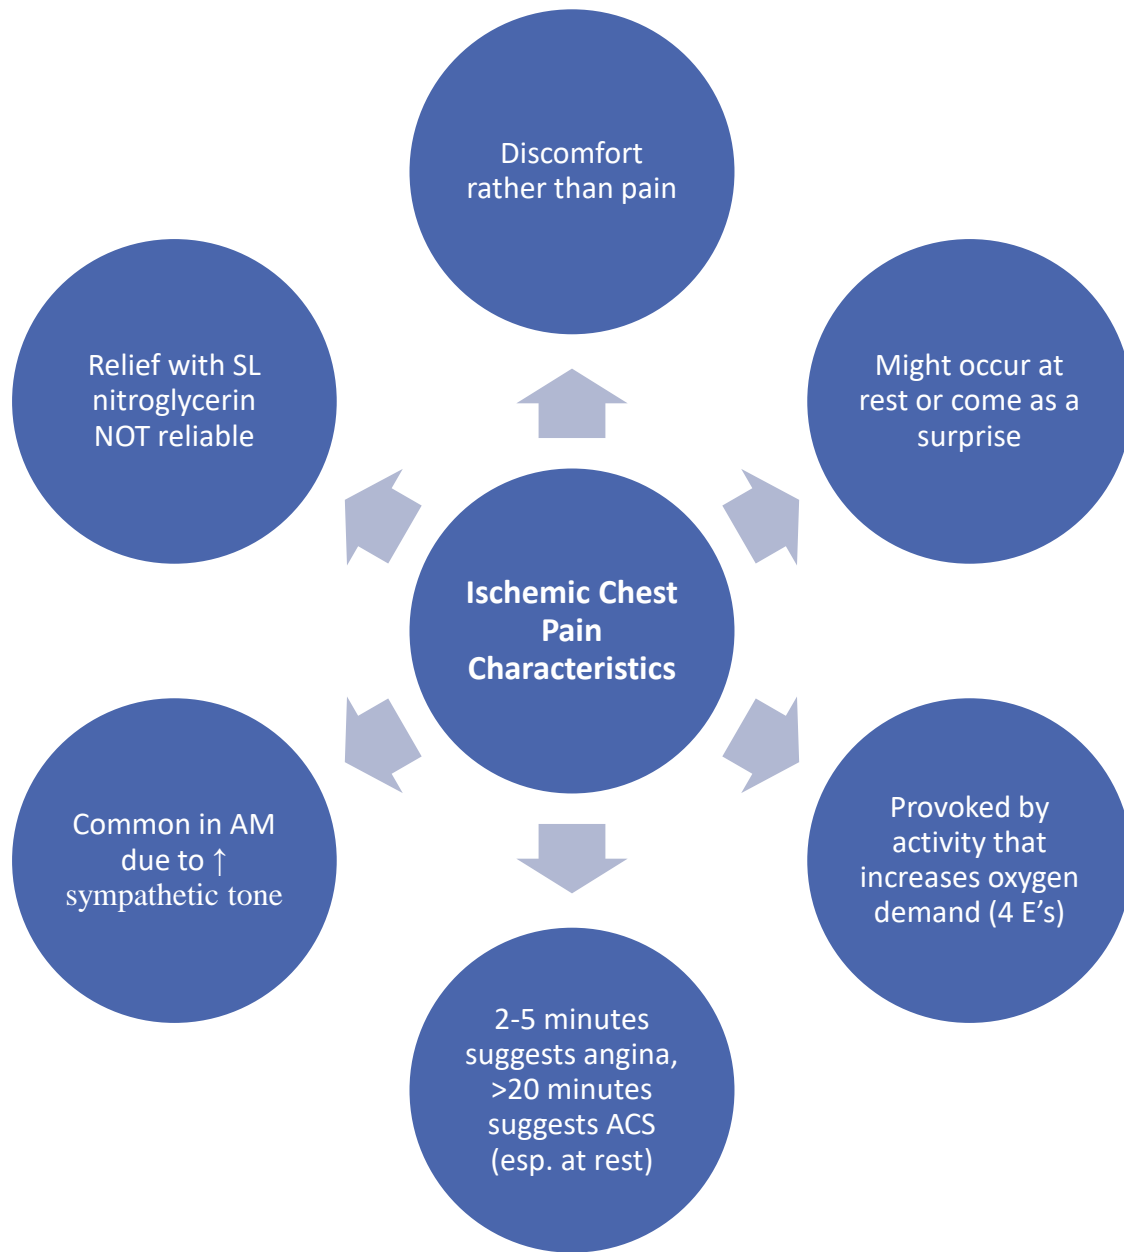 Discomfort
rather than pain
Might occur at
rest or come as a
surprise
Provoked by
activity that
increases oxygen
demand (4 E’s)
2-5 minutes
suggests angina,
>20 minutes
suggests ACS
(esp. at rest)
Common in AM
due to ↑
sympathetic tone
Relief with SL
nitroglycerin
NOT reliable
Ischemic Chest
Pain
Characteristics